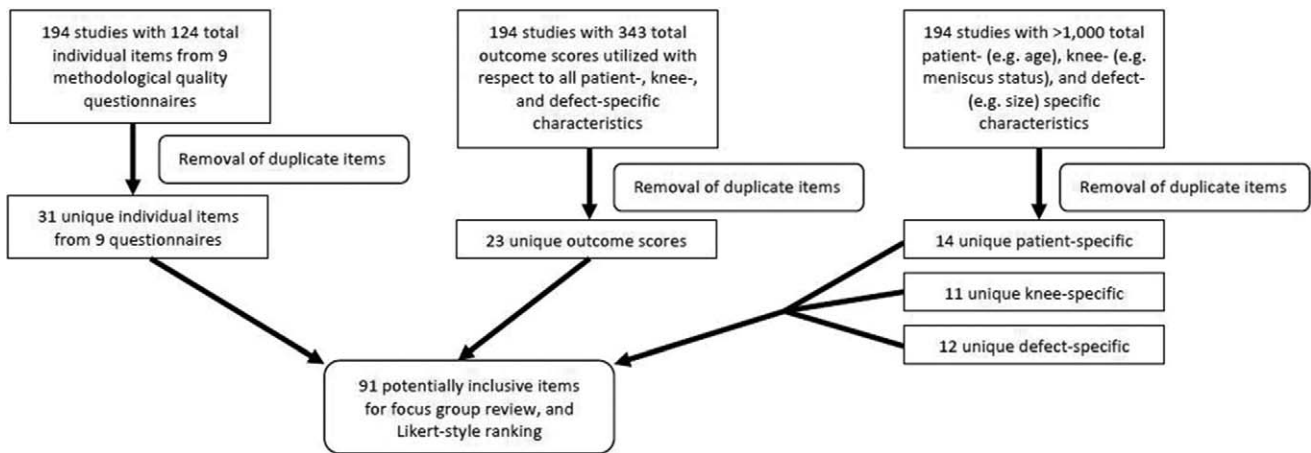 194 studies with 124 total
individual items from 9
methodological quality
questionnaires
194 studies with 343 total
outcome scores utilized with
respect to all patient-, knee-,
and defect-specific
characteristics
194 studies with >1,000 total
patient- (e.g. age), knee- (e.g.
meniscus status), and defect-
(e.g. size) specific
characteristics
Removal of duplicate items
Removal of duplicate items
Removal of duplicate items
31 unique individual items
from 9 questionnaires
23 unique outcome scores
14 unique patient-specific
11 unique knee-specific
12 unique defect-specific
91 potentially inclusive items
for focus group review, and
Likert-style ranking